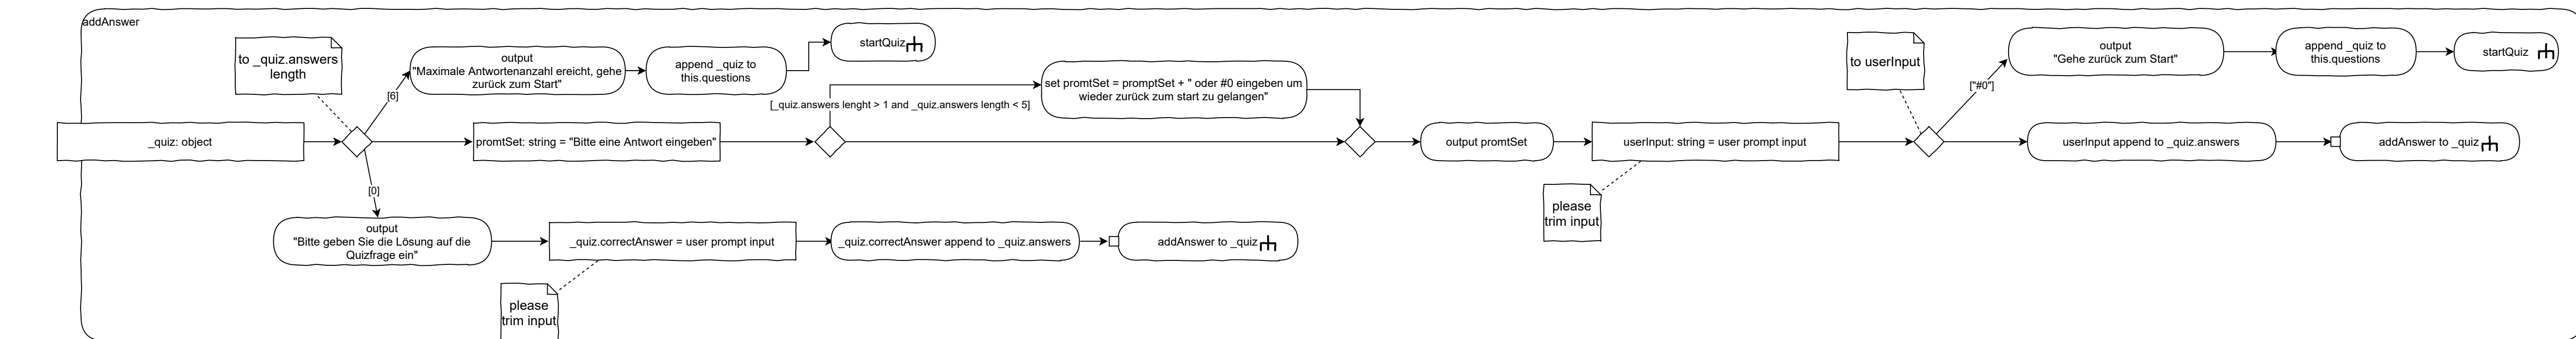 addAnswer
to _quiz.answers
length
[6]
output
"Maximale Antwortenanzahl ereicht, gehe
zurück zum Start"
append _quiz to
this.questions
startQuiz
_quiz: object
promtSet: string = "Bitte eine Antwort eingeben"
[_quiz.answers lenght > 1 and _quiz.answers length < 5]
set promtSet = promptSet + " oder #0 eingeben um
wieder zurück zum start zu gelangen"
output promtSet
userInput: string = user prompt input
please
trim input
to userInput
["#0"]
output
"Gehe zurück zum Start"
append _quiz to
this.questions
startQuiz
userInput append to _quiz.answers
addAnswer to _quiz
[0]
output
"Bitte geben Sie die Lösung auf die
Quizfrage ein"
_quiz.correctAnswer = user prompt input
please
trim input
_quiz.correctAnswer append to _quiz.answers
addAnswer to _quiz